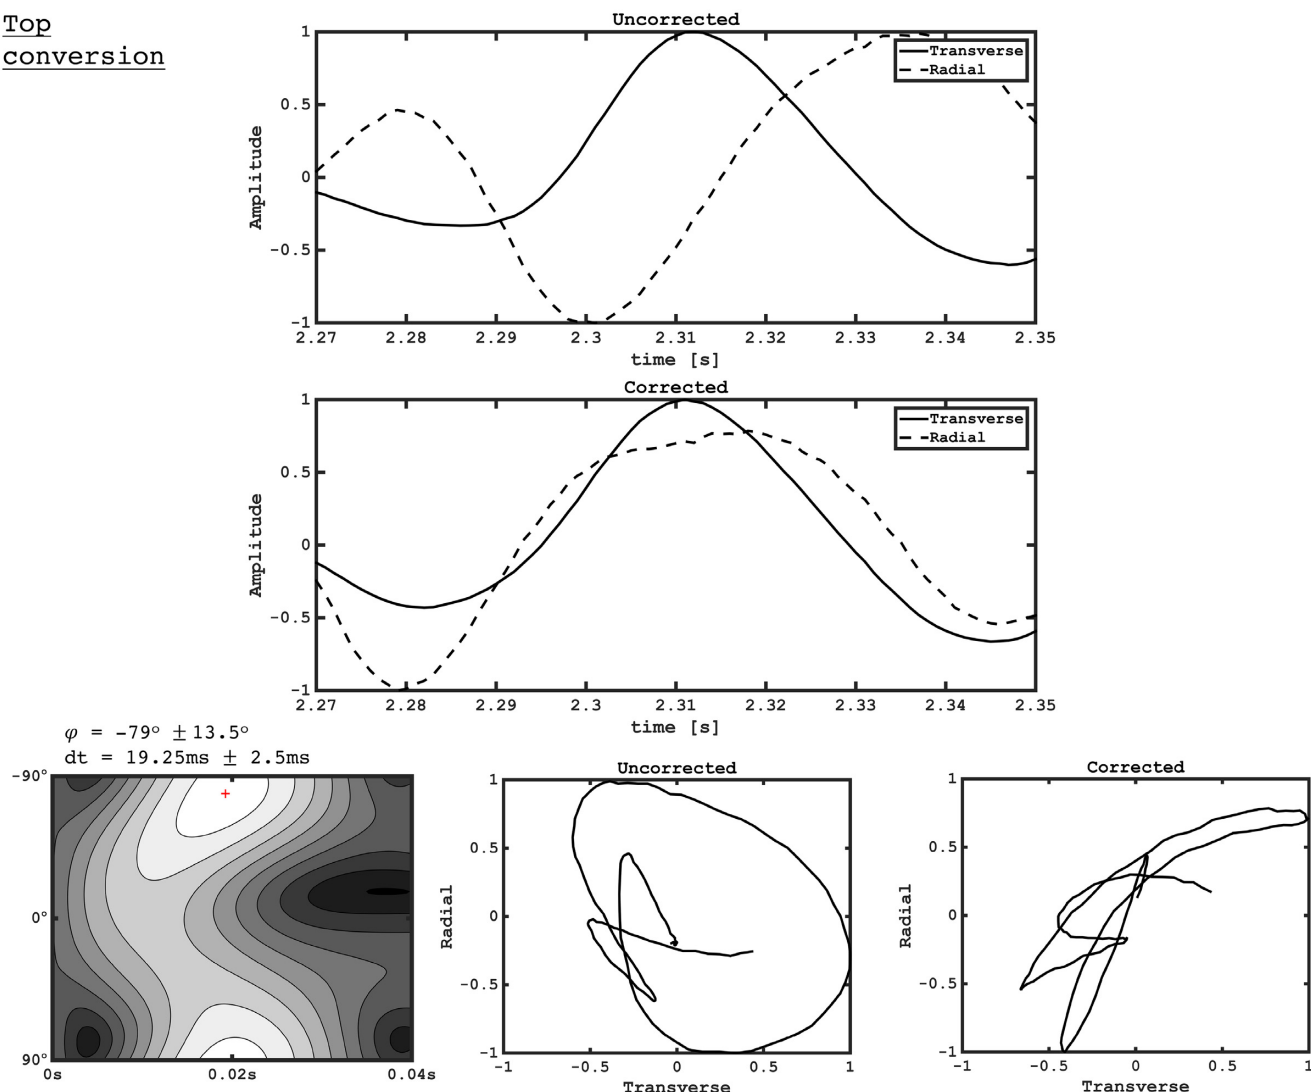 Top
conversion
Uncorrected
1
0.5
0
-0.5
-1
Amplitude
Transverse
Radial
2.27 2.28 2.29 2.3 2.31 2.32 2.33 2.34 2.35
time [s]
Corrected
1
0.5
0
-0.5
-1
Amplitude
Transverse
Radial
2.27 2.28 2.29 2.3 2.31 2.32 2.33 2.34 2.35
time [s]
φ = -79° ±13.5°
dt = 19.25ms ± 2.5ms
-90°
0°
90°
0s 0.02s 0.04s
Uncorrected
1
0.5
0
-0.5
-1
Radial
-1 -0.5 0 0.5 1
Transverse
Corrected
1
0.5
0
-0.5
-1
Radial
-1 -0.5 0 0.5 1
Transverse